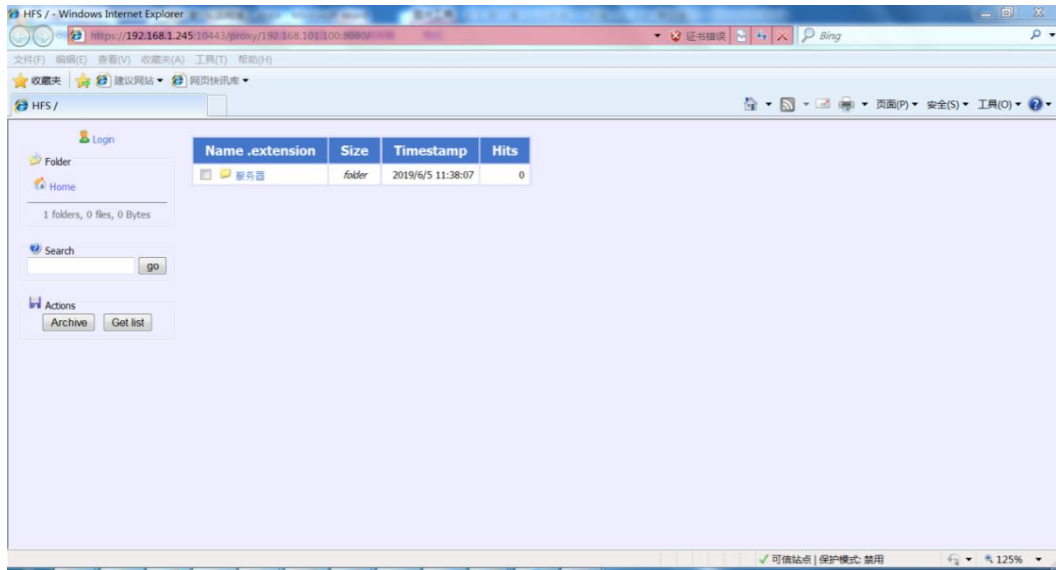 HFS / - Windows Internet Explorer
https://192.168.1.245:10443/proxy/192.168.101.100:8080/
证书错误
Bing
文件(F) 编辑(E) 查看(V) 收藏夹(A) 工具(T) 帮助(H)
收藏夹 建议网站 网页快讯库
HFS /
页面(P) 安全(S) 工具(O)
Login
Folder
Home
1 folders, 0 files, 0 Bytes
Search
go
Actions
Archive Get list
Name .extension Size Timestamp Hits
服务器 folder 2019/6/5 11:38:07 0
可信站点 | 保护模式: 禁用
125%